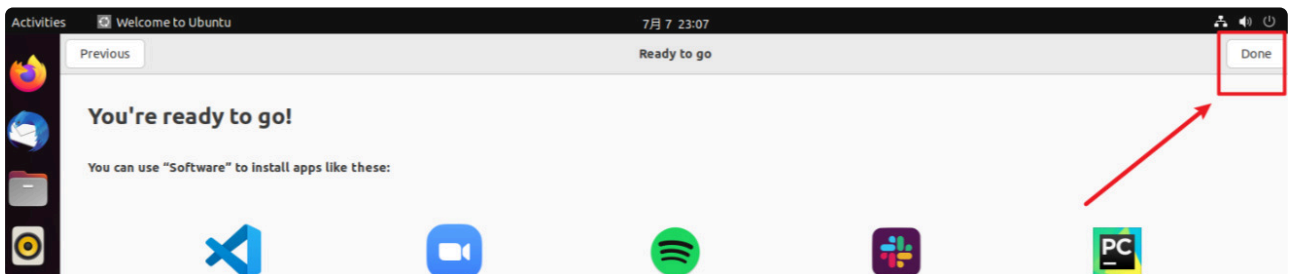 Activities Welcome to Ubuntu 7月 7 23:07
Previous Ready to go Done
You're ready to go!
You can use “Software” to install apps like these:
PC